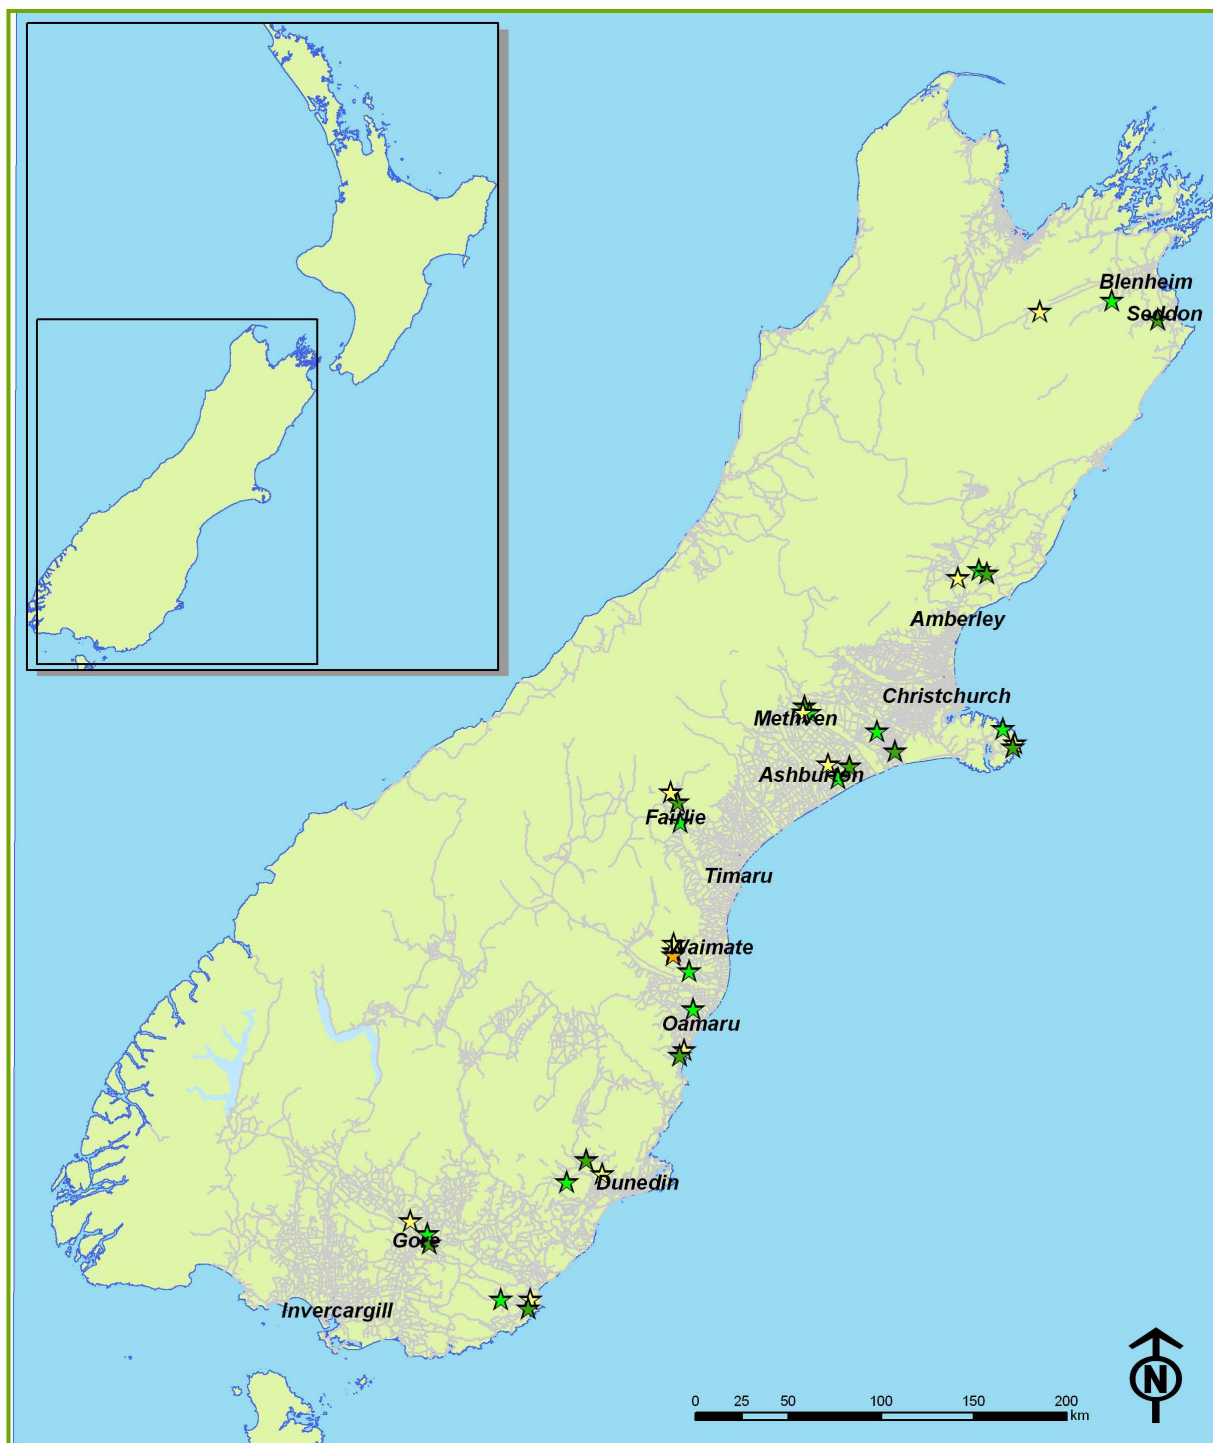 Blenheim
Seddon
Amberley
Christchurch
Methven
Ashburton
Fairlie
Timaru
Waimate
Oamaru
Dunedin
Gore
Invercargill
N
0 25 50 100 150 200
km